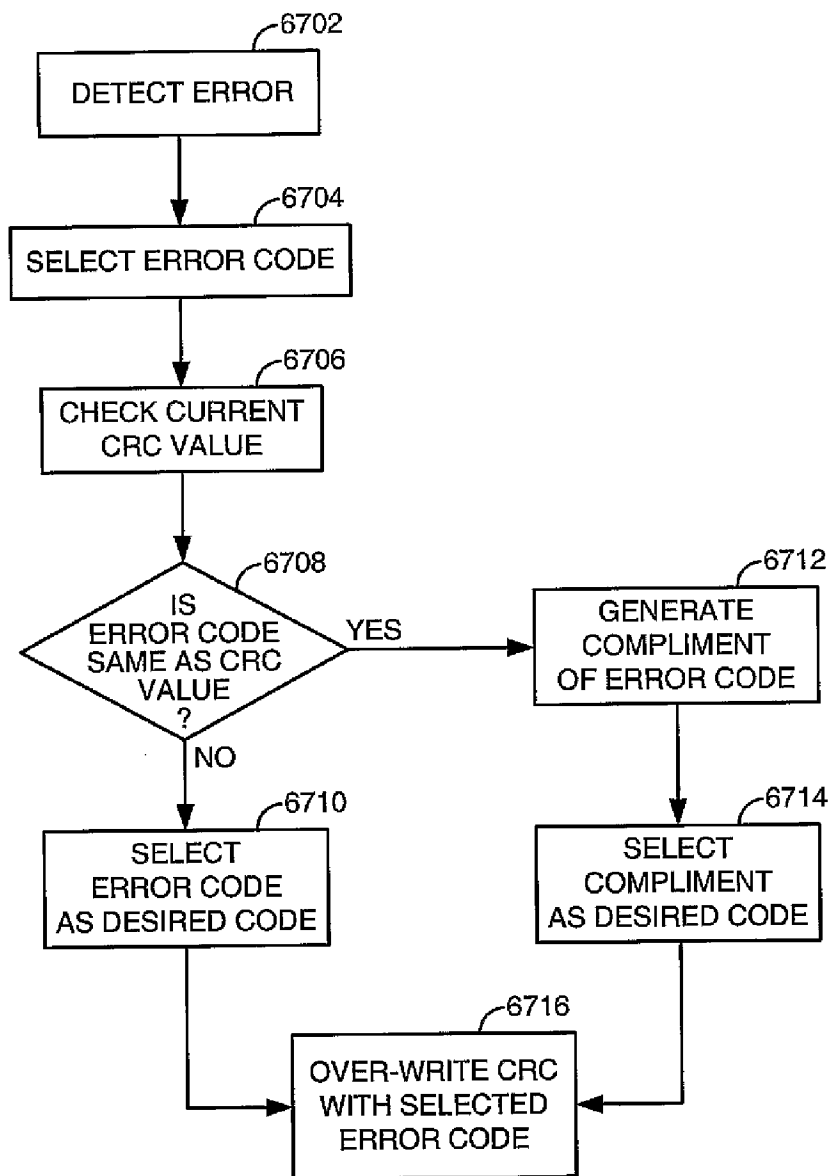 6702
DETECT ERROR
6704
SELECT ERROR CODE
6706
CHECK CURRENT
CRC VALUE
6708
IS
ERROR CODE
SAME AS CRC
VALUE
?
YES
NO
6712
GENERATE
COMPLIMENT
OF ERROR CODE
6710
SELECT
ERROR CODE
AS DESIRED CODE
6714
SELECT
COMPLIMENT
AS DESIRED CODE
6716
OVER-WRITE CRC
WITH SELECTED
ERROR CODE